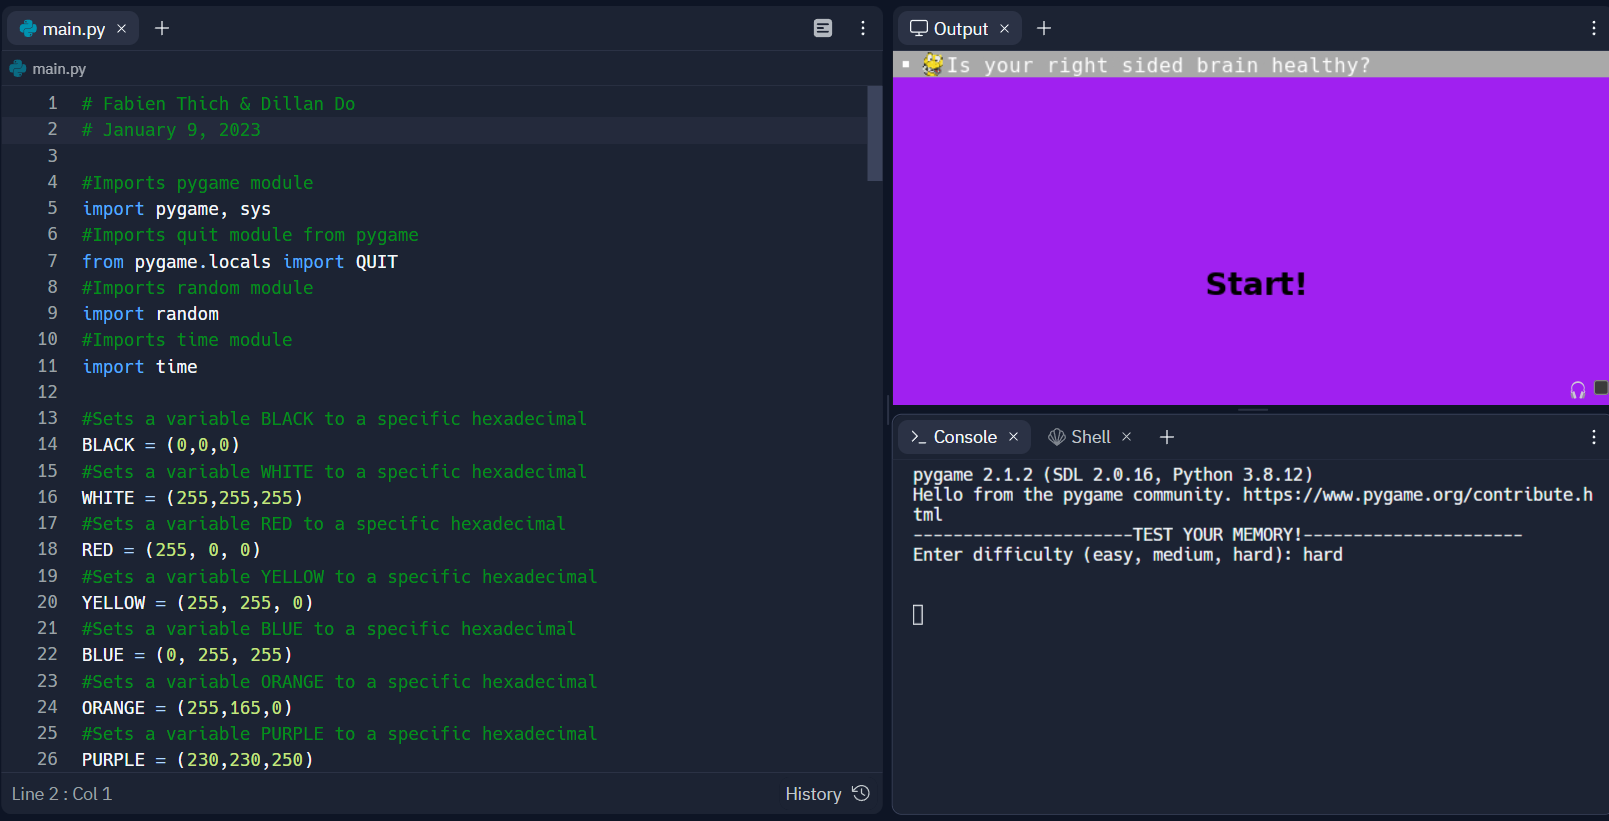 main.py
main.py
1 # Fabien Thich & Dillan Do
2 # January 9, 2023
3
4 #Imports pygame module
5 import pygame, sys
6 #Imports quit module from pygame
7 from pygame.locals import QUIT
8 #Imports random module
9 import random
10 #Imports time module
11 import time
12
13 #Sets a variable BLACK to a specific hexadecimal
14 BLACK = (0,0,0)
15 #Sets a variable WHITE to a specific hexadecimal
16 WHITE = (255,255,255)
17 #Sets a variable RED to a specific hexadecimal
18 RED = (255, 0, 0)
19 #Sets a variable YELLOW to a specific hexadecimal
20 YELLOW = (255, 255, 0)
21 #Sets a variable BLUE to a specific hexadecimal
22 BLUE = (0, 255, 255)
23 #Sets a variable ORANGE to a specific hexadecimal
24 ORANGE = (255,165,0)
25 #Sets a variable PURPLE to a specific hexadecimal
26 PURPLE = (230,230,250)
Line 2 : Col 1
History
Output
Is your right sided brain healthy?
Start!
Console
Shell
pygame 2.1.2 (SDL 2.0.16, Python 3.8.12)
Hello from the pygame community. https://www.pygame.org/contribute.h
tml
----------------------TEST YOUR MEMORY!----------------------
Enter difficulty (easy, medium, hard): hard